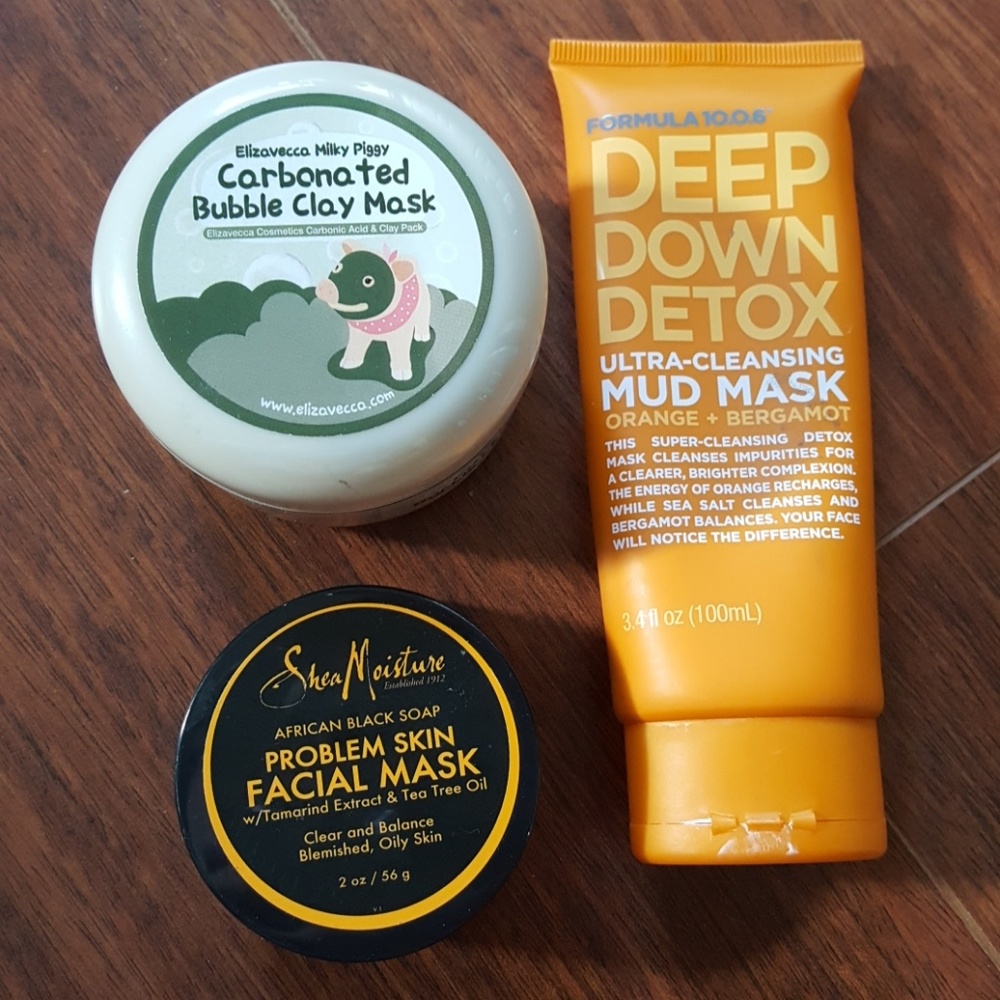 Elizavecca Milky Piggy
Carbonated
Bubble Clay Mask
Elizavecca Cosmetics Carbonic Acid & Clay Pack
www.elizavecca.com
FORMULA 10.0.6
DEEP
DOWN
DETOX
ULTRA-CLEANSING
MUD MASK
ORANGE + BERGAMOT
THIS SUPER-CLEANSING DETOX
MASK CLEANSES IMPURITIES FOR
A CLEARER, BRIGHTER COMPLEXION.
THE ENERGY OF ORANGE RECHARGES,
WHILE SEA SALT CLEANSES AND
BERGAMOT BALANCES. YOUR FACE
WILL NOTICE THE DIFFERENCE.
3.4 fl oz (100mL)
SheaMoisture
Established 1912
AFRICAN BLACK SOAP
PROBLEM SKIN
FACIAL MASK
w/Tamarind Extract & Tea Tree Oil
Clear and Balance
Blemished, Oily Skin
2 oz / 56 g